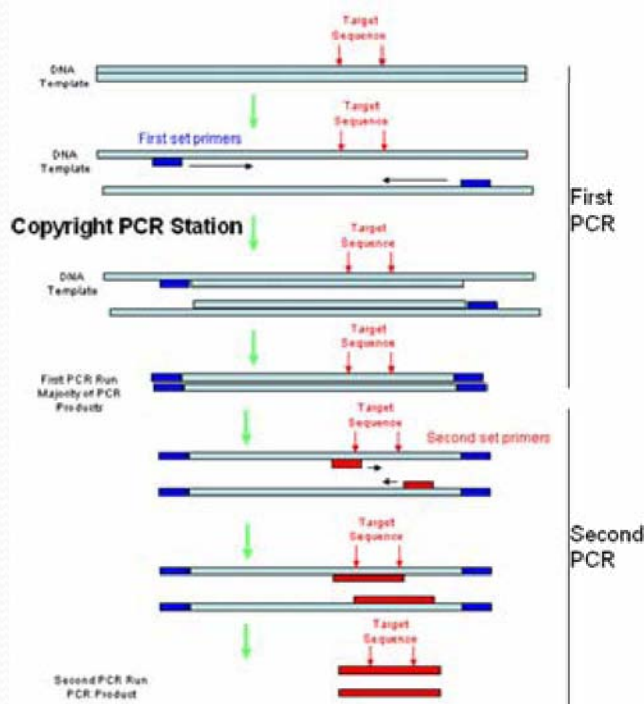 Target
Sequence
DNA
Template
Target
Sequence
First set primers
DNA
Template
First
PCR
Copyright PCR Station
Target
Sequence
DNA
Template
Target
Sequence
First PCR Run
Majority of PCR
Products
Target
Sequence
Second set primers
Second
PCR
Target
Sequence
Target
Sequence
Second PCR Run
PCR Product